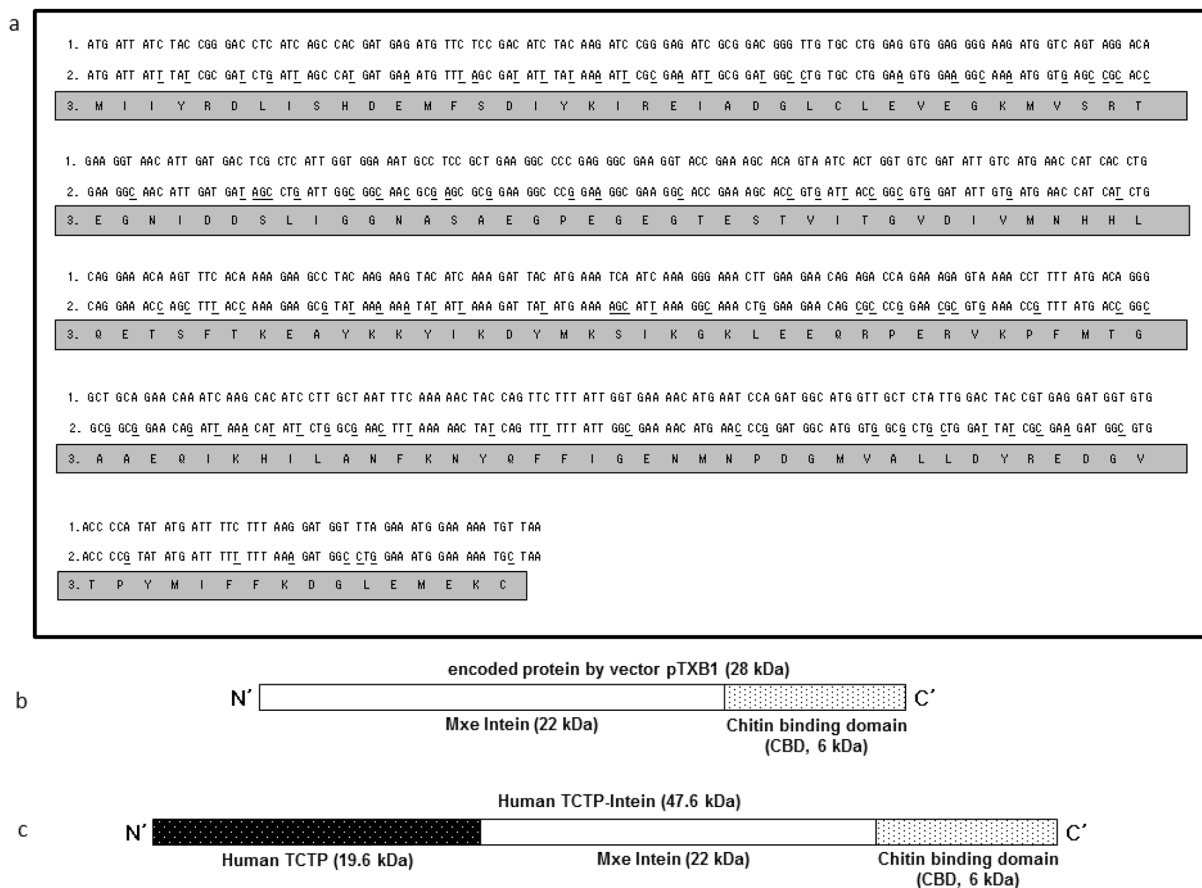 a
1. ATG ATT ATC TAC CGG GAC CTC ATC AGC CAC GAT GAG ATG TTC TCC GAC ATC TAC AAG ATC CGG GAG ATC GCG GAC GGG TTG TGC CTG GAG GTG GAG GGG AAG ATG GTC AGT AGG ACA
2. ATG ATT ATT TAT CGC GAT CTG ATT AGC CAT GAT GAA ATG TTT AGC GAT ATT TAT AAA ATT CGC GAA ATT GCG GAT GGC CTG TGC CTG GAA GTG GAA GGC AAA ATG GTG AGC CGC ACC
3. M I I Y R D L I S H D E M F S D I Y K I R E I A D G L C L E V E G K M V S R T
1. GAA GGT AAC ATT GAT GAC TCG CTC ATT GGT GGA AAT GCC TCC GCT GAA GGC CCC GAG GGC GAA GGT ACC GAA AGC ACA GTA ATC ACT GGT GTC GAT ATT GTC ATG AAC CAT CAC CTG
2. GAA GGC AAC ATT GAT GAT AGC CTG ATT GGC GGC AAC GCG AGC GCG GAA GGC CCG GAA GGC GAA GGC ACC GAA AGC ACC GTG ATT ACC GGC GTG GAT ATT GTG ATG AAC CAT CAT CTG
3. E G N I D D S L I G G N A S A E G P E G E G T E S T V I T G V D I V M N H H L
1. CAG GAA ACA AGT TTC ACA AAA GAA GCC TAC AAG AAG TAC ATC AAA GAT TAC ATG AAA TCA ATC AAA GGG AAA CTT GAA GAA CAG AGA CCA GAA AGA GTA AAA CCT TTT ATG ACA GGG
2. CAG GAA ACC AGC TTT ACC AAA GAA GCG TAT AAA AAA TAT ATT AAA GAT TAT ATG AAA AGC ATT AAA GGC AAA CTG GAA GAA CAG CGC CCG GAA CGC GTG AAA CCG TTT ATG ACC GGC
3. Q E T S F T K E A Y K K Y I K D Y M K S I K G K L E E Q R P E R V K P F M T G
1. GCT GCA GAA CAA ATC AAG CAC ATC CTT GCT AAT TTC AAA AAC TAC CAG TTC TTT ATT GGT GAA AAC ATG AAT CCA GAT GGC ATG GTT GCT CTA TTG GAC TAC CGT GAG GAT GGT GTG
2. GCG GCG GAA CAG ATT AAA CAT ATT CTG GCG AAC TTT AAA AAC TAT CAG TTT TTT ATT GGC GAA AAC ATG AAC CCG GAT GGC ATG GTG GCG CTG CTG GAT TAT CGC GAA GAT GGC GTG
3. A A E Q I K H I L A N F K N Y Q F F I G E N M N P D G M V A L L D Y R E D G V
1. ACC CCA TAT ATG ATT TTC TTT AAG GAT GGT TTA GAA ATG GAA AAA TGT TAA
2. ACC CCG TAT ATG ATT TTT TTT AAA GAT GGC CTG GAA ATG GAA AAA TGC TAA
3. T P Y M I F F K D G L E M E K C
encoded protein by vector pTXB1 (28 kDa)
b N´ C´
Mxe Intein (22 kDa) Chitin binding domain
(CBD, 6 kDa)
Human TCTP-Intein (47.6 kDa)
c N´ C´
Human TCTP (19.6 kDa) Mxe Intein (22 kDa) Chitin binding domain
(CBD, 6 kDa)